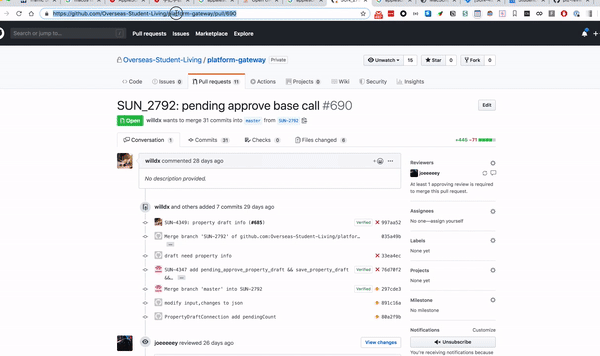 https://github.com/Overseas-Student-Living/platform-gateway/pull/690
Pull requests Issues Marketplace Explore
Overseas-Student-Living / platform-gateway Private
Unwatch 15 Star 0 Fork 0
Code Issues 0 Pull requests 11 Actions Projects 0 Wiki Security Insights
SUN_2792: pending approve base call #690
Edit
Open willdx wants to merge 31 commits into master from SUN-2792
Conversation 1 Commits 31 Checks 0 Files changed 8
+445 -71
willdx commented 28 days ago
No description provided.
willdx and others added 7 commits 29 days ago
SUN-4349: property draft info (#685) Verified 997aa52
Merge branch 'SUN-2792' of github.com:Overseas-Student-Living/platfor… 835a49b
draft need property info 33ea4ec
SUN-4347 add pending_approve_property_draft && save_property_draft Verified 76d70f2
&&…
Merge branch 'master' into SUN-2792 Verified 297cde3
modify input,changes to json 891c16a
PropertyDraftConnection add pendingCount 80a2f9b
joeeeeey reviewed 26 days ago
View changes
Reviewers
joeeeeey
At least 1 approving review is
required to merge this pull request.
Assignees
No one—assign yourself
Labels
None yet
Projects
None yet
Milestone
No milestone
Notifications Customize
Unsubscribe
You're receiving notifications because